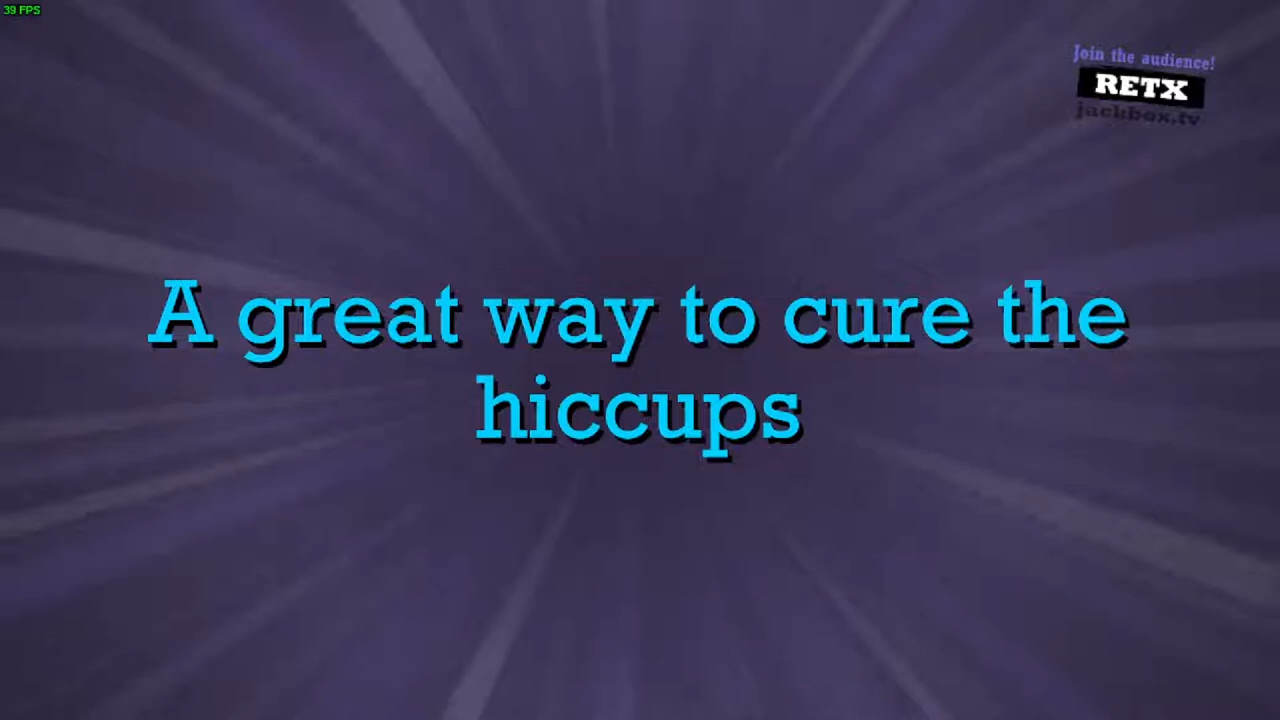 39 FPS
Join the audience!
RETX
jackbox.tv
A great way to cure the
hiccups